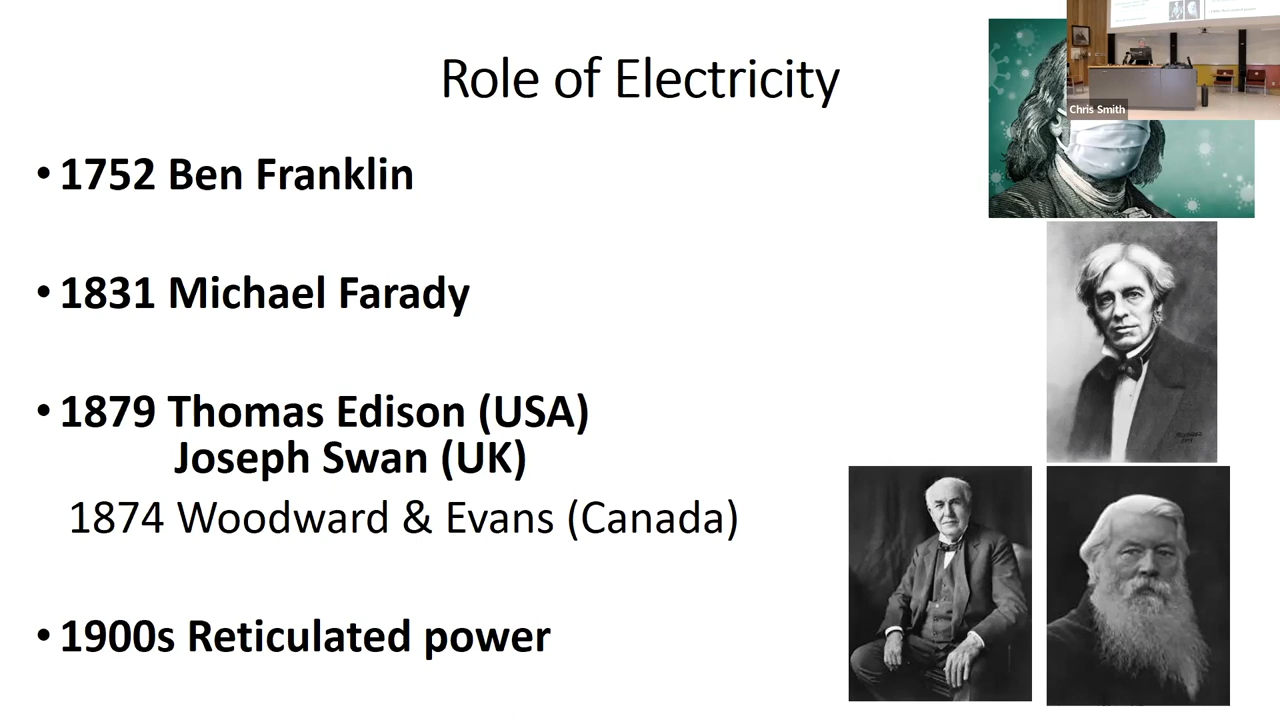 Role of Electricity
Chris Smith
• 1752 Ben Franklin
• 1831 Michael Farady
• 1879 Thomas Edison (USA)
Joseph Swan (UK)
1874 Woodward & Evans (Canada)
• 1900s Reticulated power